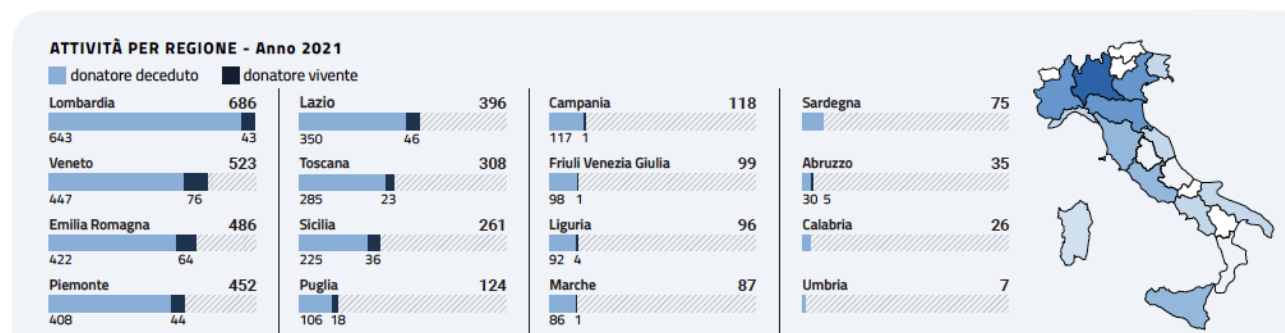 ATTIVITÀ PER REGIONE - Anno 2021
donatore deceduto donatore vivente
Lombardia 686
643 43
Veneto 523
447 76
Emilia Romagna 486
422 64
Piemonte 452
408 44
Lazio 396
350 46
Toscana 308
285 23
Sicilia 261
225 36
Puglia 124
106 18
Campania 118
117 1
Friuli Venezia Giulia 99
98 1
Liguria 96
92 4
Marche 87
86 1
Sardegna 75
Abruzzo 35
30 5
Calabria 26
Umbria 7